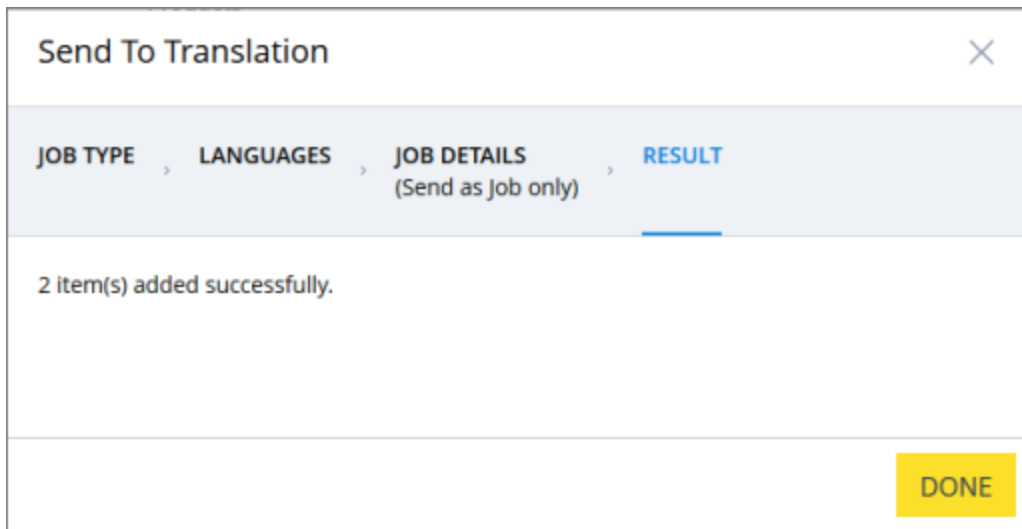 Send To Translation
JOB TYPE
LANGUAGES
JOB DETAILS
(Send as Job only)
RESULT
2 item(s) added successfully.
DONE